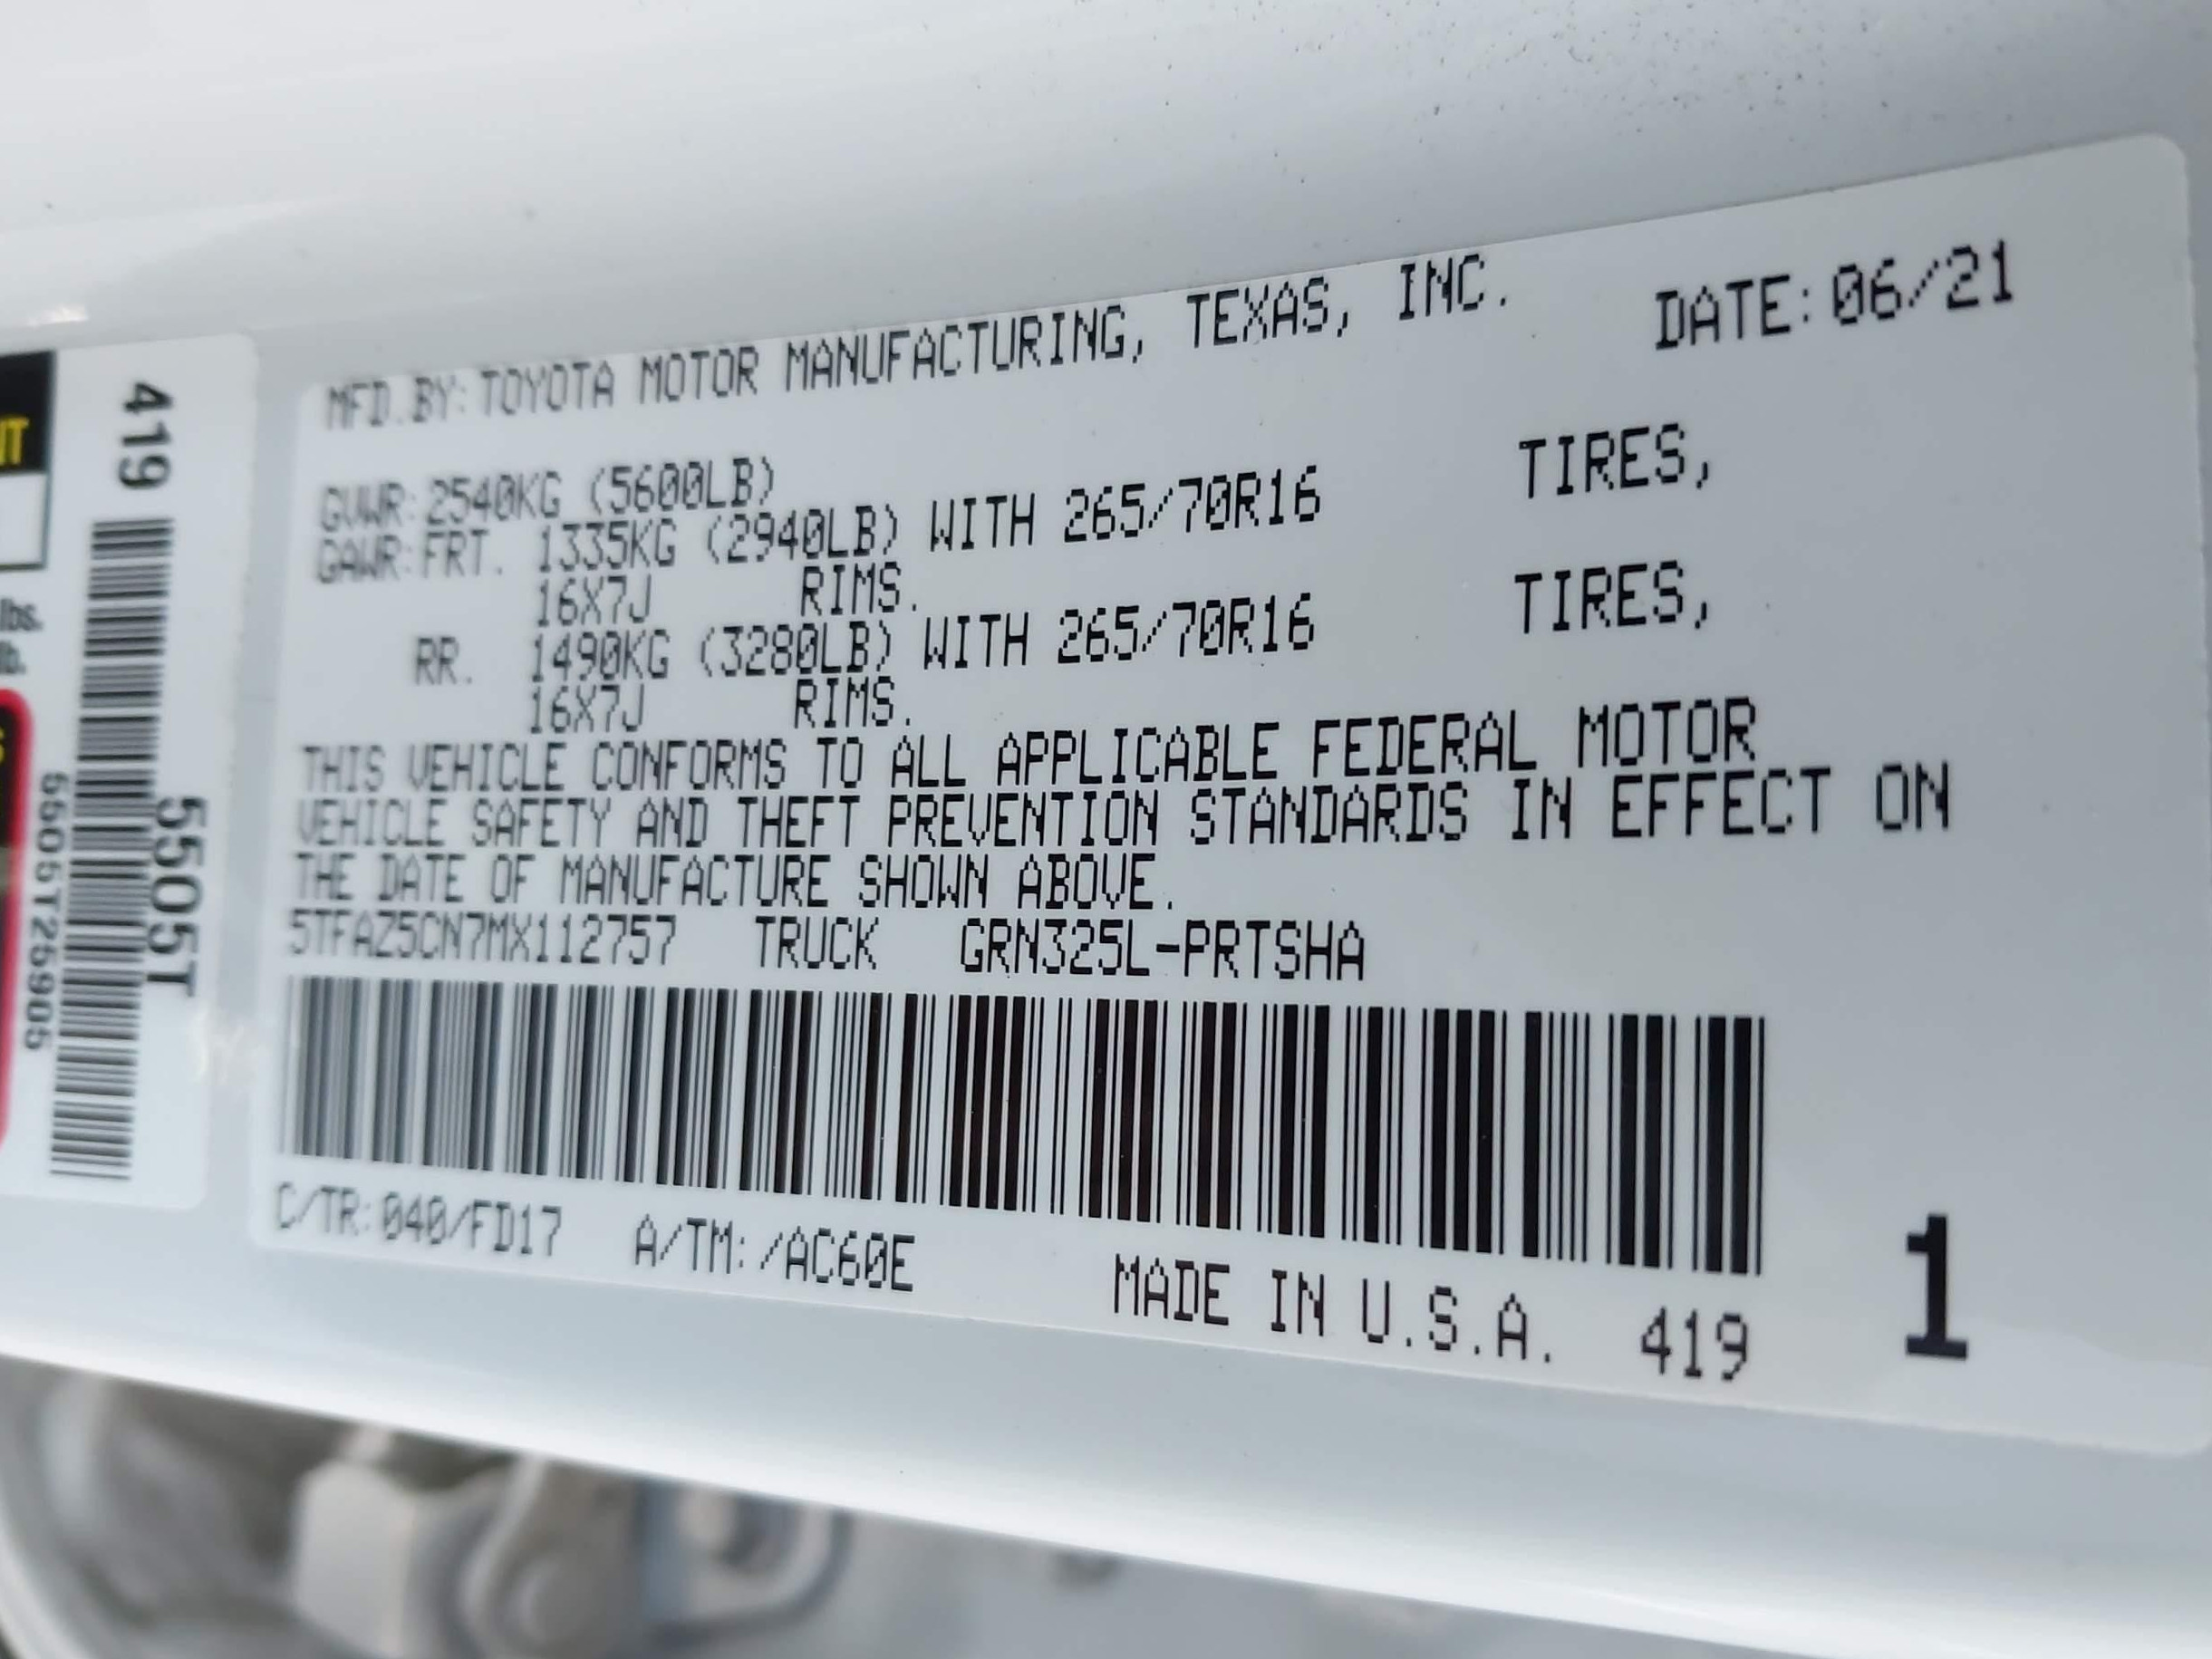 MFD.BY:TOYOTA MOTOR MANUFACTURING, TEXAS, INC. DATE:06/21
GVWR:2540KG (5600LB)
GAWR:FRT. 1335KG (2940LB) WITH 265/70R16 TIRES,
16X7J RIMS.
RR. 1490KG (3280LB) WITH 265/70R16 TIRES,
16X7J RIMS.
THIS VEHICLE CONFORMS TO ALL APPLICABLE FEDERAL MOTOR
VEHICLE SAFETY AND THEFT PREVENTION STANDARDS IN EFFECT ON
THE DATE OF MANUFACTURE SHOWN ABOVE.
5TFAZ5CN7MX112757 TRUCK GRN325L-PRTSHA
C/TR:040/FD17 A/TM:/AC60E
MADE IN U.S.A. 419 1
419
5505T
5505T25905
lbs.
lb.